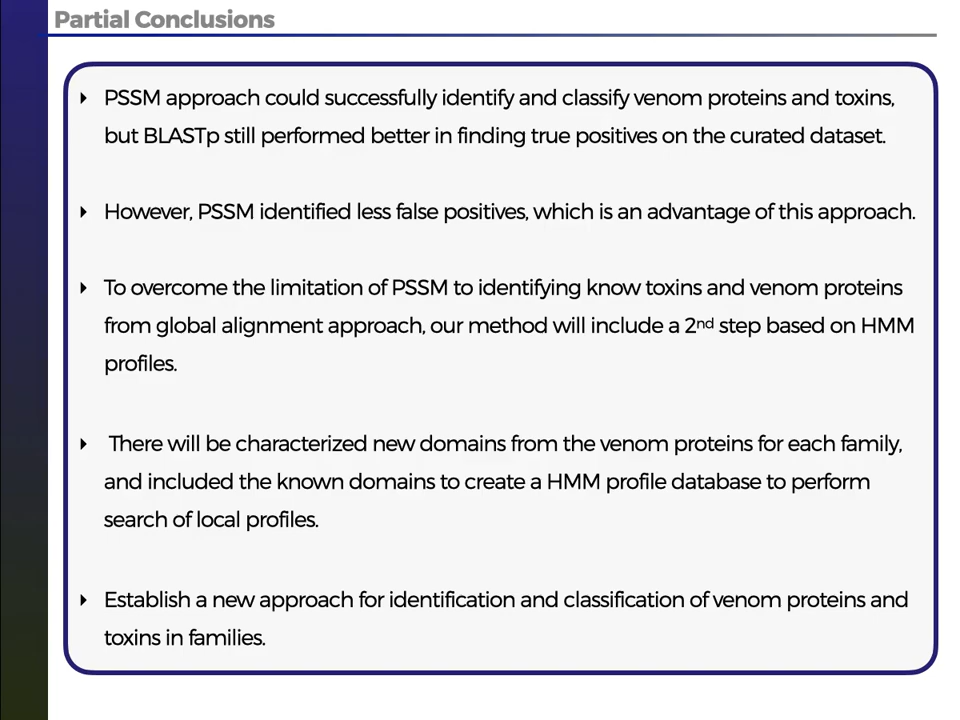 Partial Conclusions
PSSM approach could successfully identify and classify venom proteins and toxins,
but BLASTp still performed better in finding true positives on the curated dataset.
However, PSSM identified less false positives, which is an advantage of this approach.
To overcome the limitation of PSSM to identifying know toxins and venom proteins
from global alignment approach, our method will include a 2nd step based on HMM
profiles.
There will be characterized new domains from the venom proteins for each family,
and included the known domains to create a HMM profile database to perform
search of local profiles.
Establish a new approach for identification and classification of venom proteins and
toxins in families.